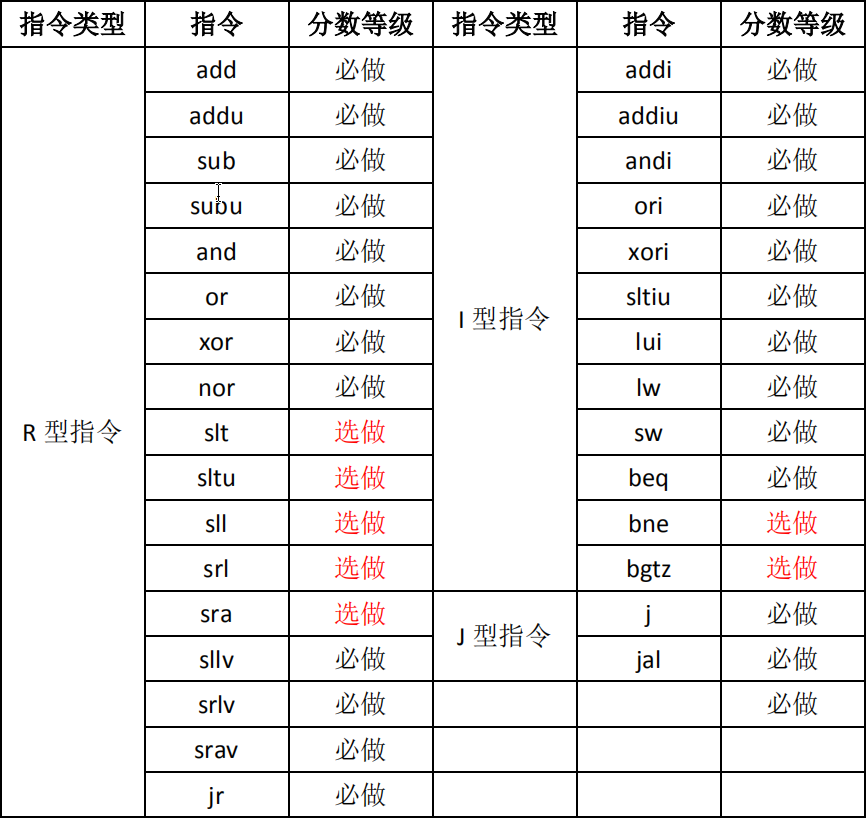 指令类型 指令 分数等级 指令类型 指令 分数等级
add 必做 addi 必做
addu 必做 addiu 必做
sub 必做 andi 必做
subu 必做 ori 必做
and 必做 xori 必做
or 必做 sltiu 必做
I 型指令
xor 必做 lui 必做
nor 必做 lw 必做
R 型指令 slt 选做 sw 必做
sltu 选做 beq 必做
sll 选做 bne 选做
srl 选做 bgtz 选做
sra 选做 j 必做
J 型指令
sllv 必做 jal 必做
srlv 必做 必做
srav 必做
jr 必做